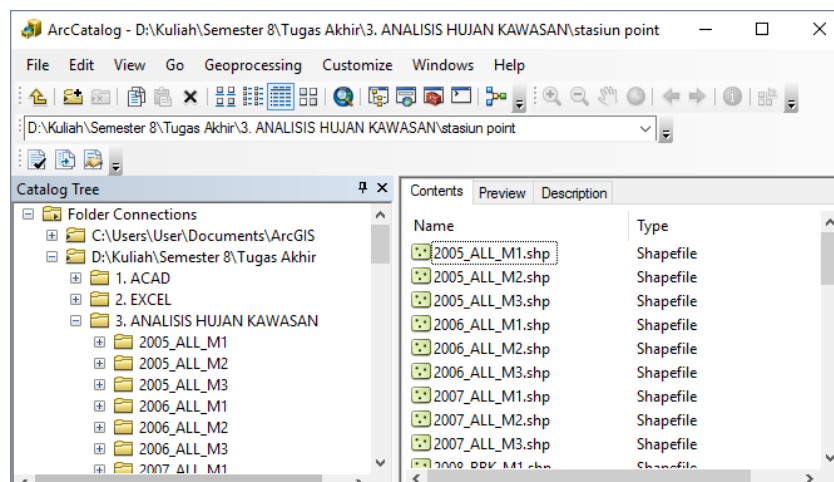 ArcCatalog - D:\Kuliah\Semester 8\Tugas Akhir\3. ANALISIS HUJAN KAWASAN\stasiun point
File Edit View Go Geoprocessing Customize Windows Help
D:\Kuliah\Semester 8\Tugas Akhir\3. ANALISIS HUJAN KAWASAN\stasiun point
Catalog Tree
Folder Connections
C:\Users\User\Documents\ArcGIS
D:\Kuliah\Semester 8\Tugas Akhir
1. ACAD
2. EXCEL
3. ANALISIS HUJAN KAWASAN
2005_ALL_M1
2005_ALL_M2
2005_ALL_M3
2006_ALL_M1
2006_ALL_M2
2006_ALL_M3
2007_ALL_M1
Contents Preview Description
Name Type
2005_ALL_M1.shp Shapefile
2005_ALL_M2.shp Shapefile
2005_ALL_M3.shp Shapefile
2006_ALL_M1.shp Shapefile
2006_ALL_M2.shp Shapefile
2006_ALL_M3.shp Shapefile
2007_ALL_M1.shp Shapefile
2007_ALL_M2.shp Shapefile
2007_ALL_M3.shp Shapefile
Shapefile